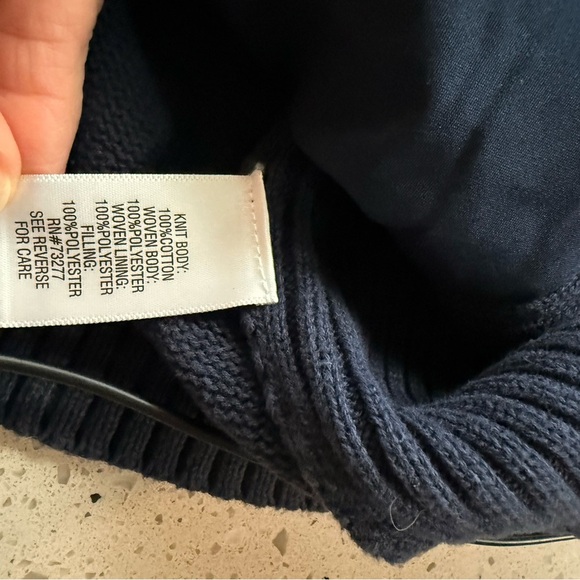 KNIT BODY:
100%COTTON
WOVEN BODY:
100%POLYESTER
WOVEN LINING:
100%POLYESTER
FILLING:
100%POLYESTER
RN#73277
SEE REVERSE
FOR CARE